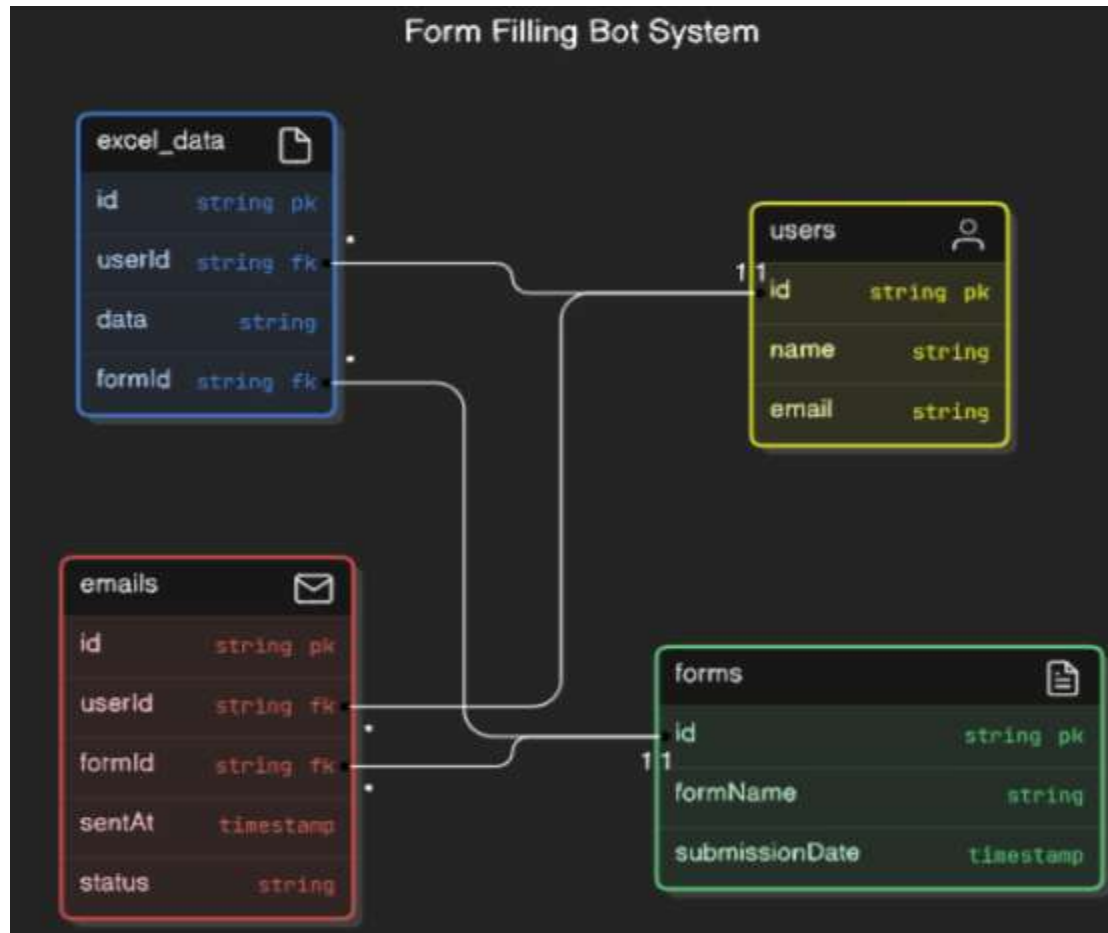 Form Filling Bot System
excel_data
id string pk
userId string fk
data string
formId string fk
*
*
users
1 1
id string pk
name string
email string
emails
id string pk
userId string fk
formId string fk
sentAt timestamp
status string
*
*
forms
id string pk
1 1
formName string
submissionDate timestamp